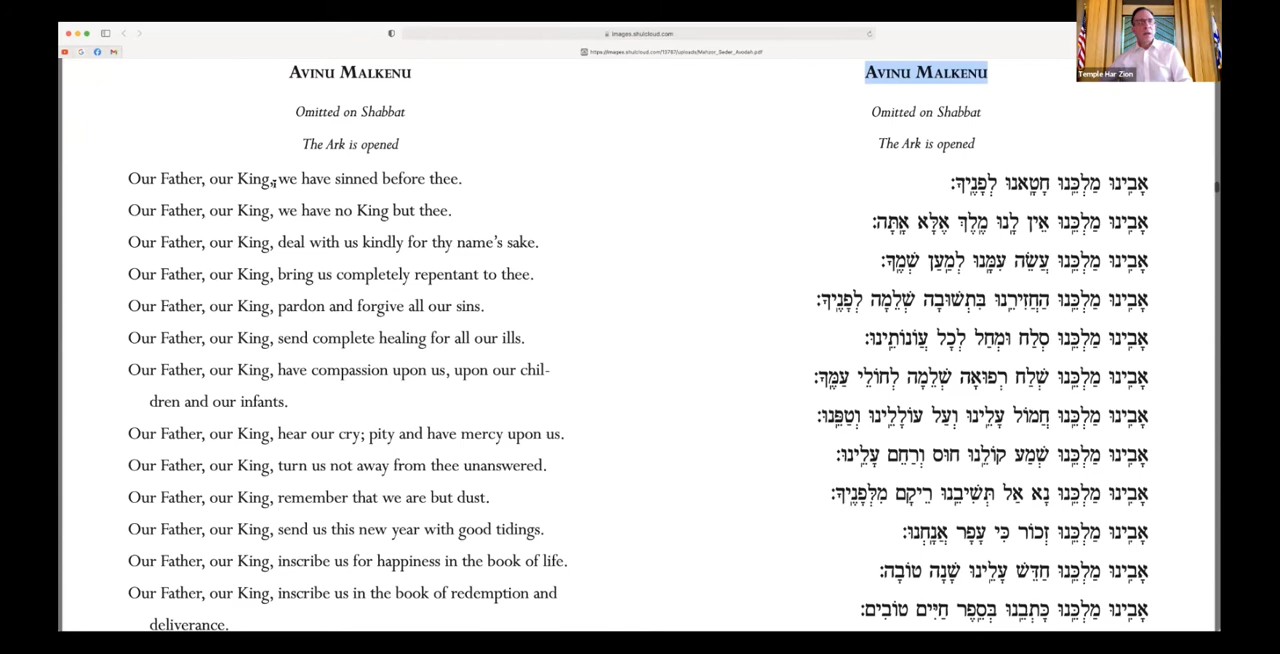 images.shulcloud.com
https://images.shulcloud.com/13767/uploads/Mahzor_Seder_Avodah.pdf
Temple Har Zion
AVINU MALKENU
Omitted on Shabbat
The Ark is opened
Our Father, our King, we have sinned before thee.
Our Father, our King, we have no King but thee.
Our Father, our King, deal with us kindly for thy name’s sake.
Our Father, our King, bring us completely repentant to thee.
Our Father, our King, pardon and forgive all our sins.
Our Father, our King, send complete healing for all our ills.
Our Father, our King, have compassion upon us, upon our chil-
dren and our infants.
Our Father, our King, hear our cry; pity and have mercy upon us.
Our Father, our King, turn us not away from thee unanswered.
Our Father, our King, remember that we are but dust.
Our Father, our King, send us this new year with good tidings.
Our Father, our King, inscribe us for happiness in the book of life.
Our Father, our King, inscribe us in the book of redemption and
deliverance.
AVINU MALKENU
Omitted on Shabbat
The Ark is opened
אָבִינוּ מַלְכֵּנוּ חָטָאנוּ לְפָנֶיךָ:
אָבִינוּ מַלְכֵּנוּ אֵין לָנוּ מֶלֶךְ אֶלָּא אָתָּה:
אָבִינוּ מַלְכֵּנוּ עֲשֵׂה עִמָּנוּ לְמַעַן שְׁמֶךָ:
אָבִינוּ מַלְכֵּנוּ הַחֲזִירֵנוּ בִּתְשׁוּבָה שְׁלֵמָה לְפָנֶיךָ:
אָבִינוּ מַלְכֵּנוּ סְלַח וּמְחַל לְכָל עֲוֹנוֹתֵינוּ:
אָבִינוּ מַלְכֵּנוּ שְׁלַח רְפוּאָה שְׁלֵמָה לְחוֹלֵי עַמֶּךָ:
אָבִינוּ מַלְכֵּנוּ חֲמוֹל עָלֵינוּ וְעַל עוֹלָלֵינוּ וְטַפֵּנוּ:
אָבִינוּ מַלְכֵּנוּ שְׁמַע קוֹלֵנוּ חוּס וְרַחֵם עָלֵינוּ:
אָבִינוּ מַלְכֵּנוּ נָא אַל תְּשִׁיבֵנוּ רֵיקָם מִלְּפָנֶיךָ:
אָבִינוּ מַלְכֵּנוּ זְכוֹר כִּי עָפָר אֲנָחְנוּ:
אָבִינוּ מַלְכֵּנוּ חַדֵּשׁ עָלֵינוּ שָׁנָה טוֹבָה:
אָבִינוּ מַלְכֵּנוּ כָּתְבֵנוּ בְּסֵפֶר חַיִּים טוֹבִים: